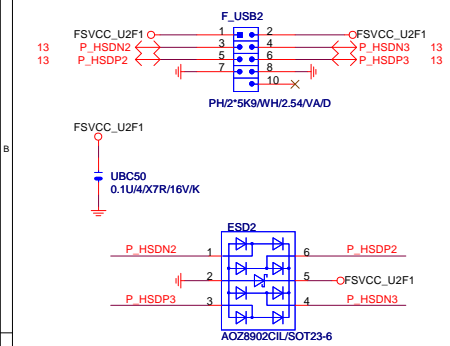 F_USB2
FSVCC_U2F1 1 2 FSVCC_U2F1
13 P_HSDN2 3 4 P_HSDN3 13
13 P_HSDP2 5 6 P_HSDP3 13
7 8
10
PH/2*5K9/WH/2.54/VA/D
FSVCC_U2F1
B
UBC50
0.1U/4/X7R/16V/K
ESD2
P_HSDN2 1 6 P_HSDP2
2 5 FSVCC_U2F1
P_HSDP3 3 4 P_HSDN3
AOZ8902CIL/SOT23-6